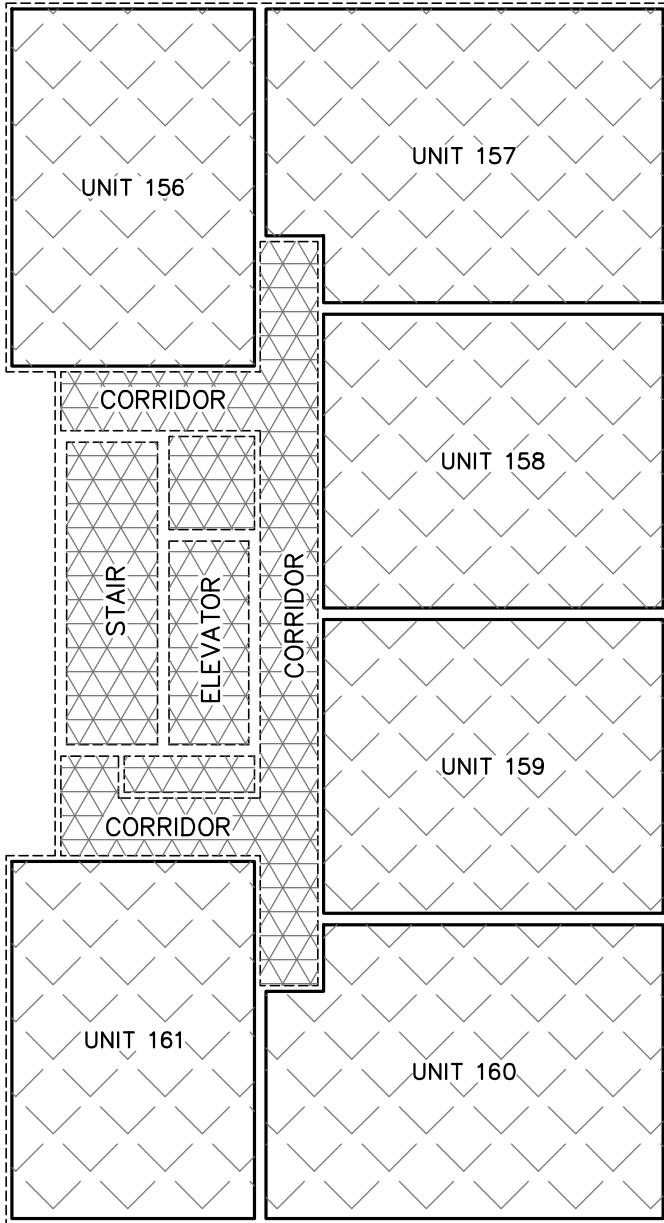 UNIT 156
UNIT 157
CORRIDOR
UNIT 158
STAIR
ELEVATOR
CORRIDOR
UNIT 159
CORRIDOR
UNIT 161
UNIT 160